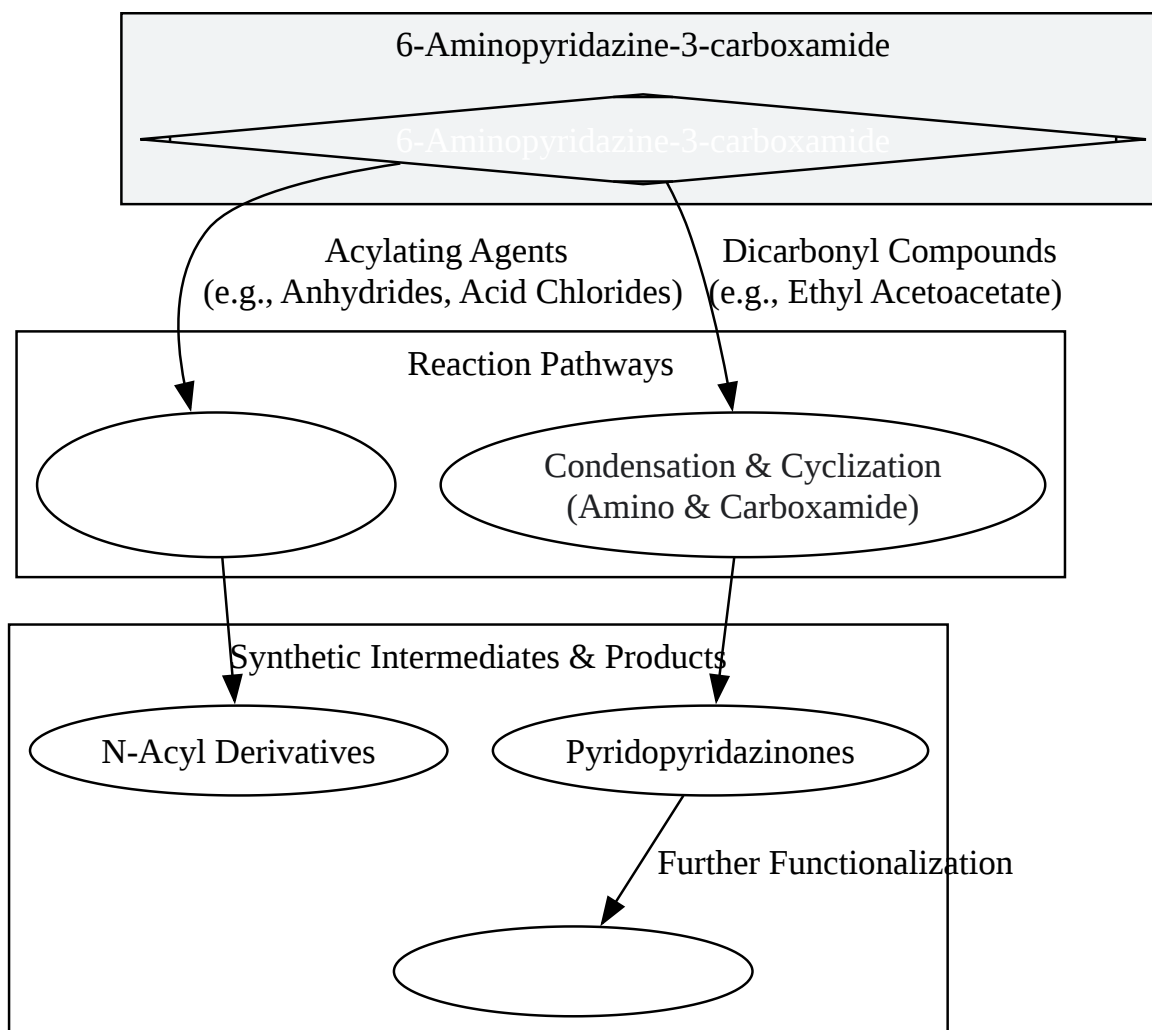 6-Aminopyridazine-3-carboxamide
6-Aminopyridazine-3-carboxamide
Acylating Agents
(e.g., Anhydrides, Acid Chlorides)
Dicarbonyl Compounds
(e.g., Ethyl Acetoacetate)
Reaction Pathways
Condensation & Cyclization
(Amino & Carboxamide)
Synthetic Intermediates & Products
N-Acyl Derivatives
Pyridopyridazinones
Further Functionalization